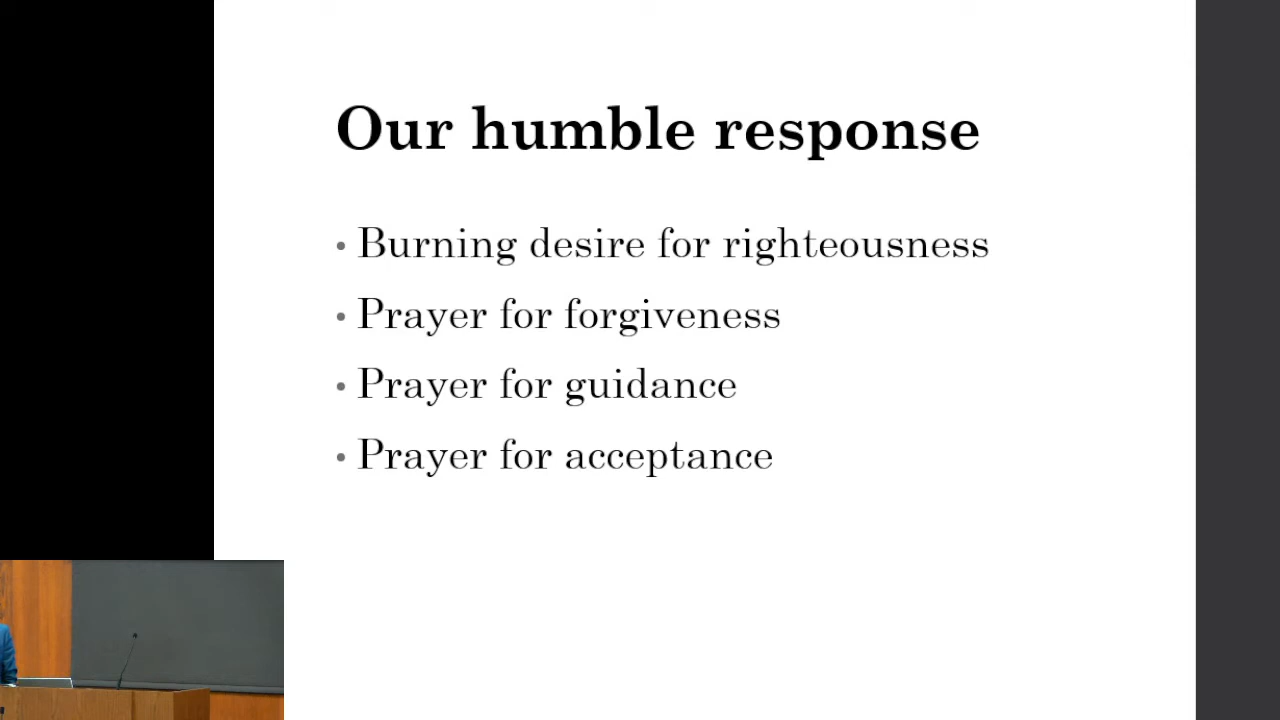 Our humble response
• Burning desire for righteousness
• Prayer for forgiveness
• Prayer for guidance
• Prayer for acceptance